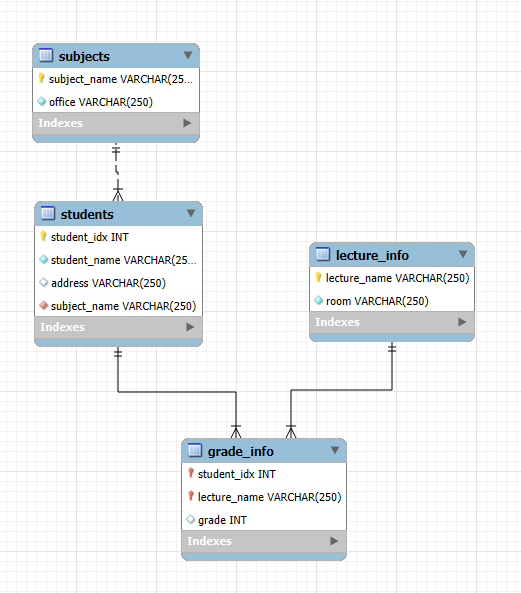 subjects
subject_name VARCHAR(25...
office VARCHAR(250)
Indexes
students
student_idx INT
student_name VARCHAR(25...
address VARCHAR(250)
subject_name VARCHAR(250)
Indexes
lecture_info
lecture_name VARCHAR(250)
room VARCHAR(250)
Indexes
grade_info
student_idx INT
lecture_name VARCHAR(250)
grade INT
Indexes